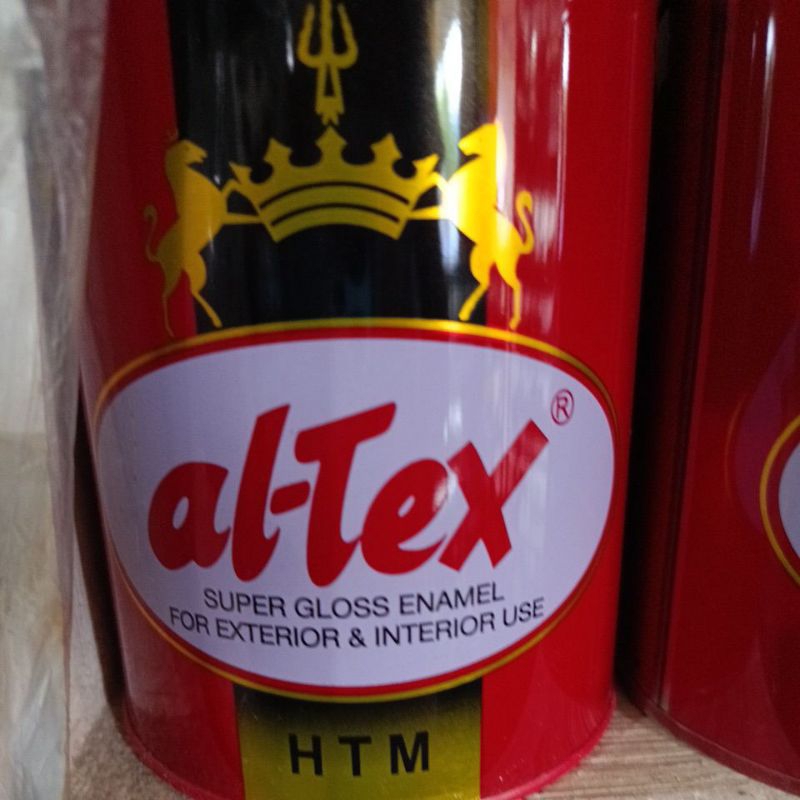 al-Tex®
SUPER GLOSS ENAMEL
FOR EXTERIOR & INTERIOR USE
HTM